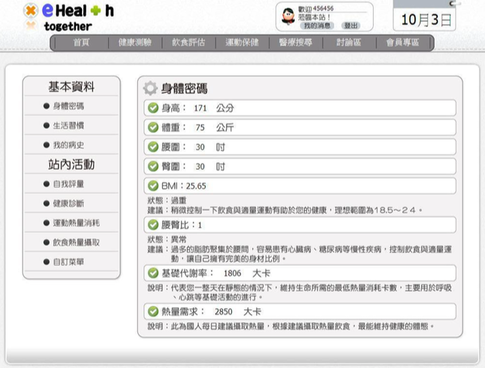 eHealth
together
歡迎 456456
蒞臨本站！
我的消息 登出
10月3日
首頁 健康測驗 飲食評估 運動保健 醫療搜尋 討論區 會員專區
基本資料
身體密碼
生活習慣
我的病史
站內活動
自我評量
健康診斷
運動熱量消耗
飲食熱量攝取
自訂菜單
身體密碼
身高： 171 公分
體重： 75 公斤
腰圍： 30 吋
臀圍： 30 吋
BMI：25.65
狀態：過重
建議：稍微控制一下飲食與適量運動有助於您的健康，理想範圍為18.5～24。
腰臀比：1
狀態：異常
建議：過多的脂肪聚集於腰間，容易患有心臟病、糖尿病等慢性疾病，控制飲食與適量運
動，讓自己擁有完美的身材比例。
基礎代謝率： 1806 大卡
說明：代表您一整天在靜態的情況下，維持生命所需的最低熱量消耗卡數，主要用於呼吸
、心跳等基礎活動的進行。
熱量需求： 2850 大卡
說明：此為國人每日建議攝取熱量，根據建議攝取熱量飲食，最能維持健康的體態。